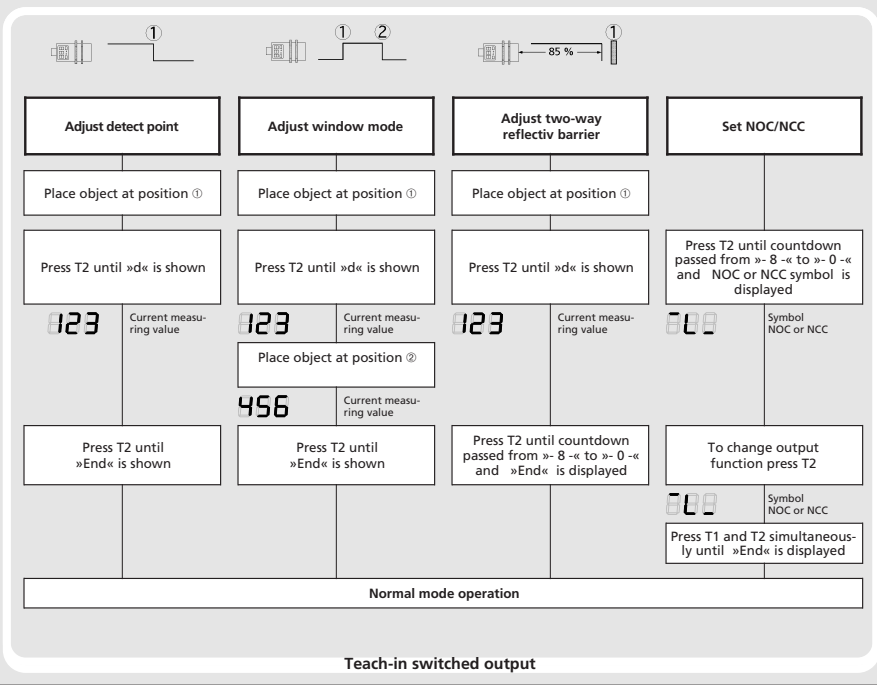 ①
① ②
①
85 %
Adjust detect point
Place object at position ①
Press T2 until »d« is shown
123
Current measu-
ring value
Press T2 until
»End« is shown
Adjust window mode
Place object at position ①
Press T2 until »d« is shown
123
Current measu-
ring value
Place object at position ②
456
Current measu-
ring value
Press T2 until
»End« is shown
Adjust two-way
reflectiv barrier
Place object at position ①
Press T2 until »d« is shown
123
Current measu-
ring value
Press T2 until countdown
passed from »- 8 -« to »- 0 -«
and »End« is displayed
Set NOC/NCC
Press T2 until countdown
passed from »- 8 -« to »- 0 -«
and NOC or NCC symbol is
displayed
Symbol
NOC or NCC
To change output
function press T2
Symbol
NOC or NCC
Press T1 and T2 simultaneous-
ly until »End« is displayed
Normal mode operation
Teach-in switched output